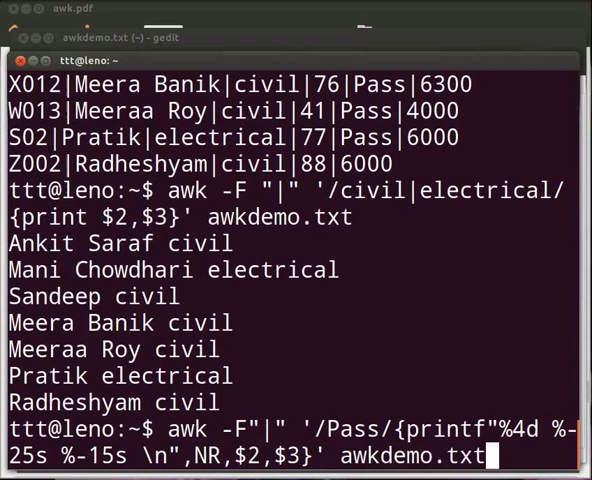 awk.pdf
awkdemo.txt (~) - gedit
ttt@leno: ~
X012|Meera Banik|civil|76|Pass|6300
W013|Meeraa Roy|civil|41|Pass|4000
S02|Pratik|electrical|77|Pass|6000
Z002|Radheshyam|civil|88|6000
ttt@leno:~$ awk -F "|" '/civil|electrical/
{print $2,$3}' awkdemo.txt
Ankit Saraf civil
Mani Chowdhari electrical
Sandeep civil
Meera Banik civil
Meeraa Roy civil
Pratik electrical
Radheshyam civil
ttt@leno:~$ awk -F"|" '/Pass/{printf"%4d %-
25s %-15s \n",NR,$2,$3}' awkdemo.txt